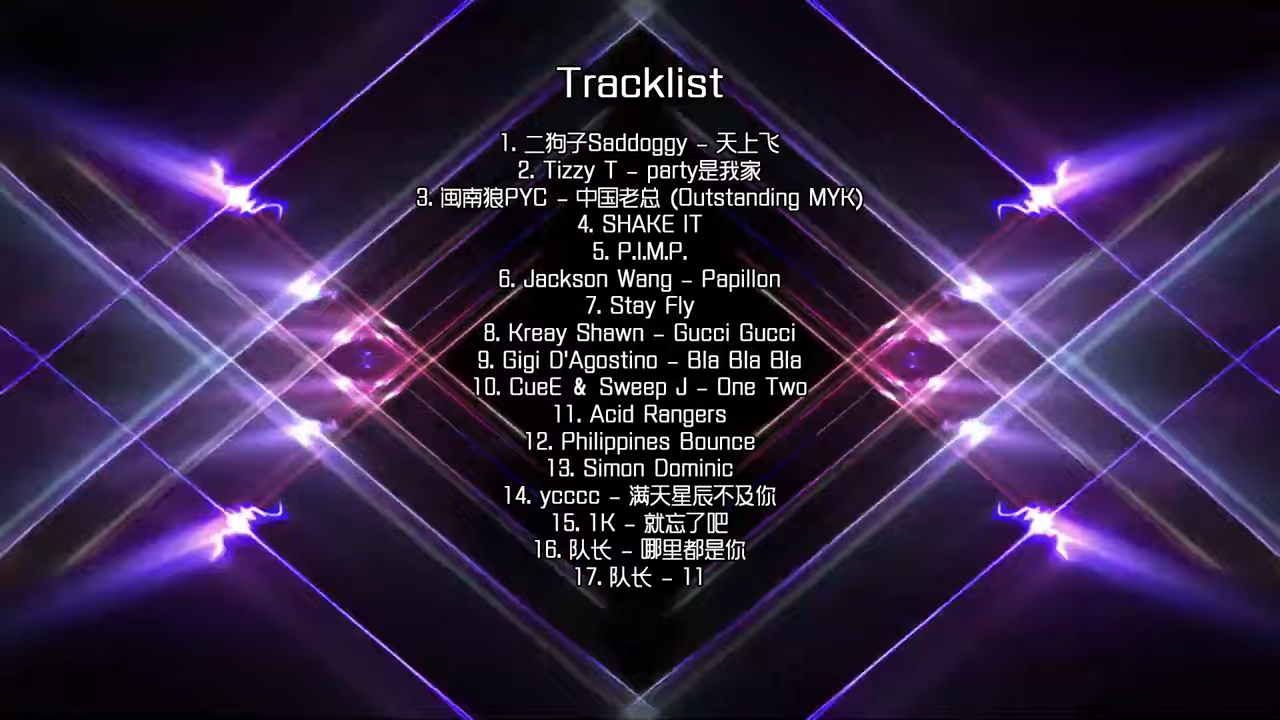 Tracklist
1. 二狗子Saddoggy - 天上飞
2. Tizzy T - party是我家
3. 闽南狼PYC - 中国老总 (Outstanding MYK)
4. SHAKE IT
5. P.I.M.P.
6. Jackson Wang - Papillon
7. Stay Fly
8. Kreay Shawn - Gucci Gucci
9. Gigi D'Agostino - Bla Bla Bla
10. CueE & Sweep J - One Two
11. Acid Rangers
12. Philippines Bounce
13. Simon Dominic
14. ycccc - 满天星辰不及你
15. 1K - 就忘了吧
16. 队长 - 哪里都是你
17. 队长 - 11